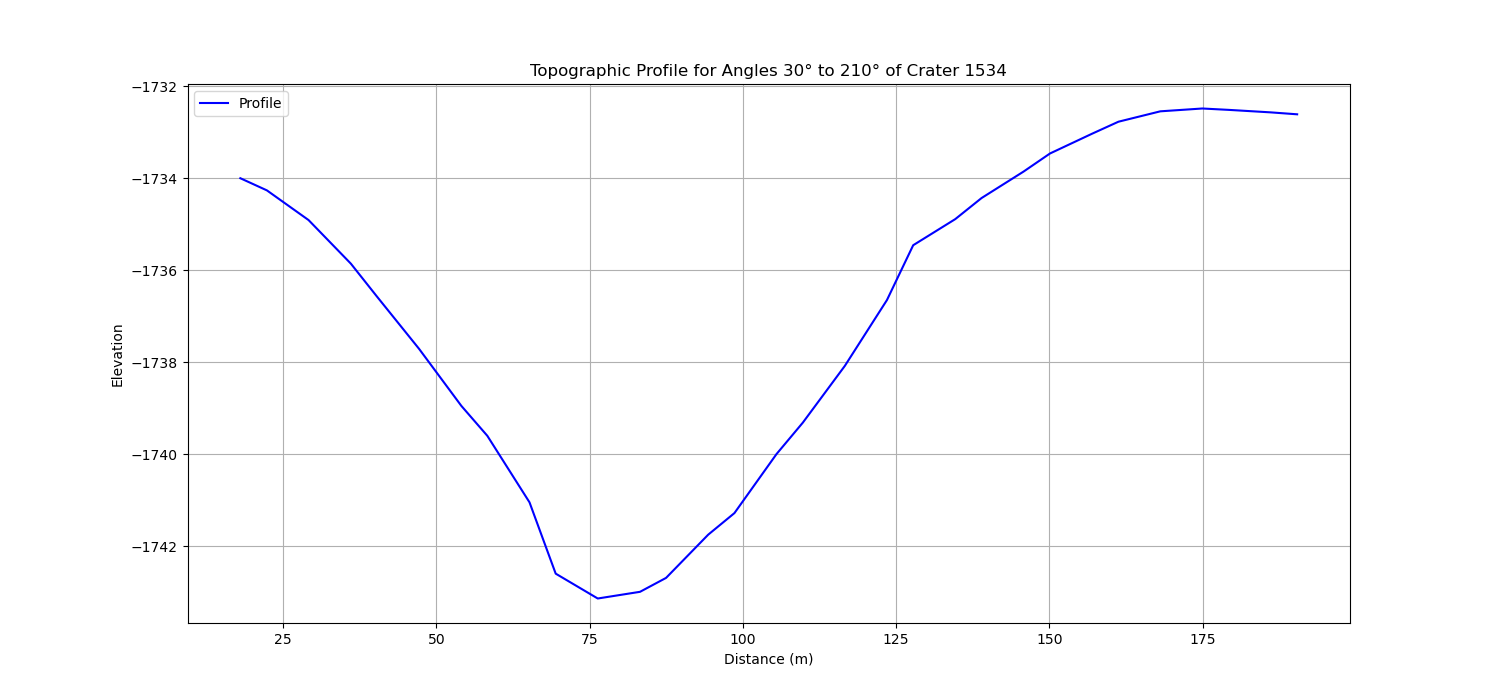 Topographic Profile for Angles 30° to 210° of Crater 1534
Profile
−1732
−1734
−1736
−1738
−1740
−1742
Elevation
25 50 75 100 125 150 175
Distance (m)